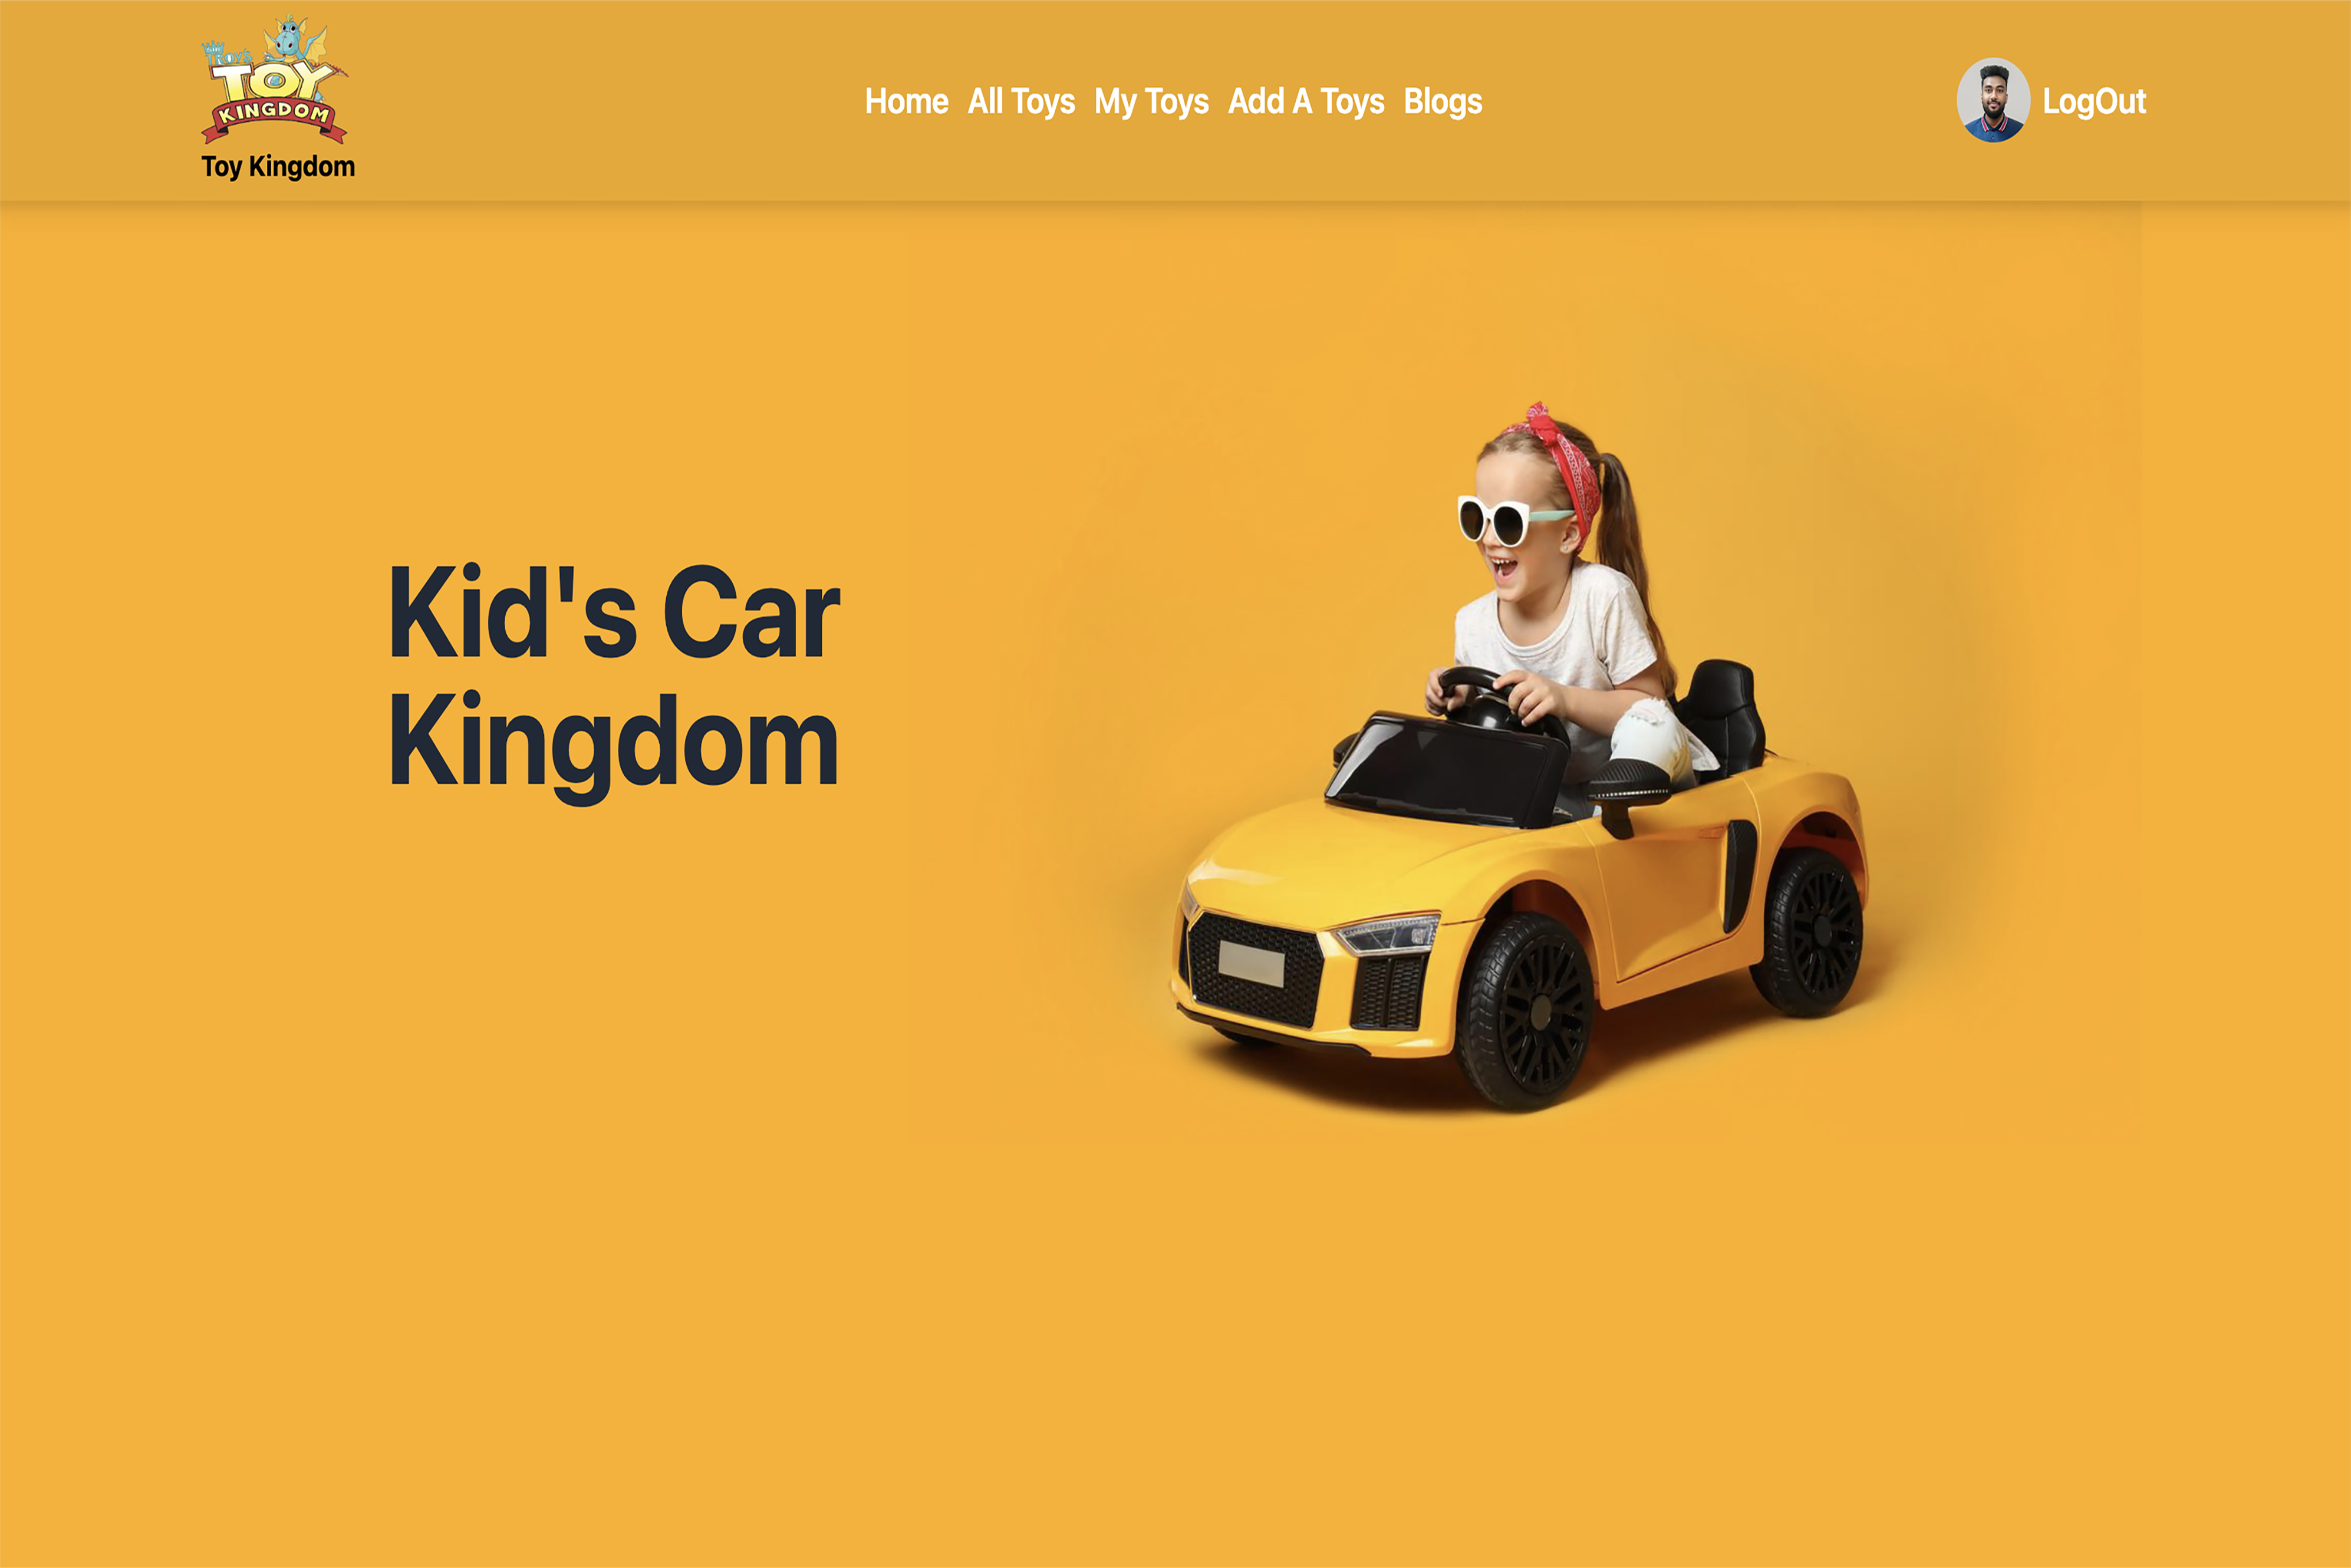 TOY
KINGDOM
Toy Kingdom
Home All Toys My Toys Add A Toys Blogs
LogOut
Kid's Car
Kingdom